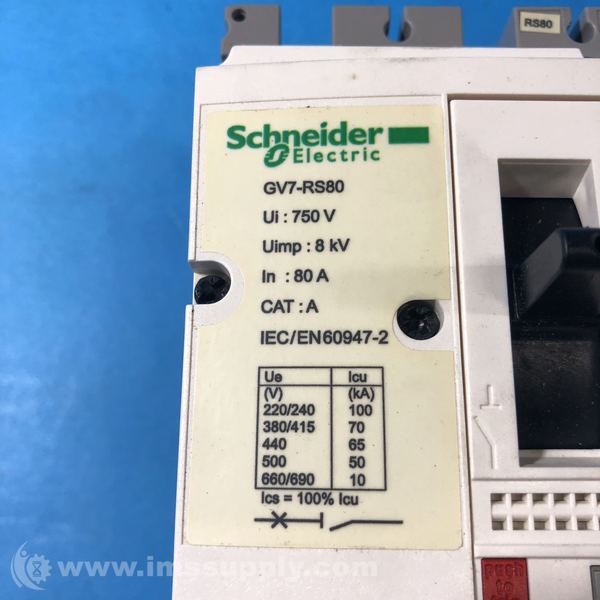 RS80
Schneider
Electric
GV7-RS80
Ui : 750 V
Uimp : 8 kV
In : 80 A
CAT : A
IEC/EN60947-2
Ue Icu
(V) (kA)
220/240 100
380/415 70
440 65
500 50
660/690 10
Ics = 100% Icu
push
to
www.imssupply.com